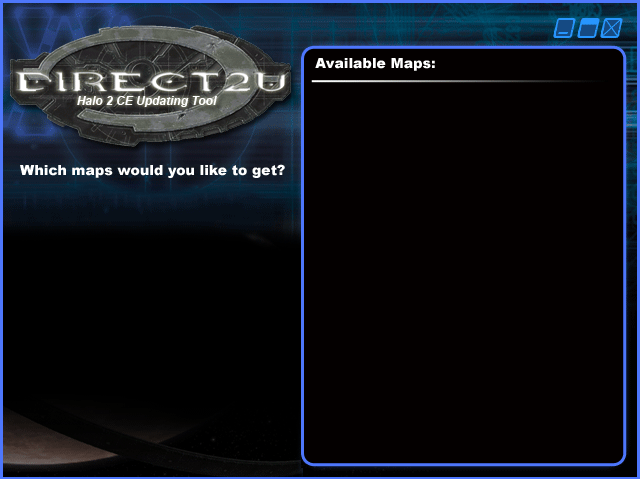 DIRECT2U
Halo 2 CE Updating Tool
Which maps would you like to get?
Available Maps: